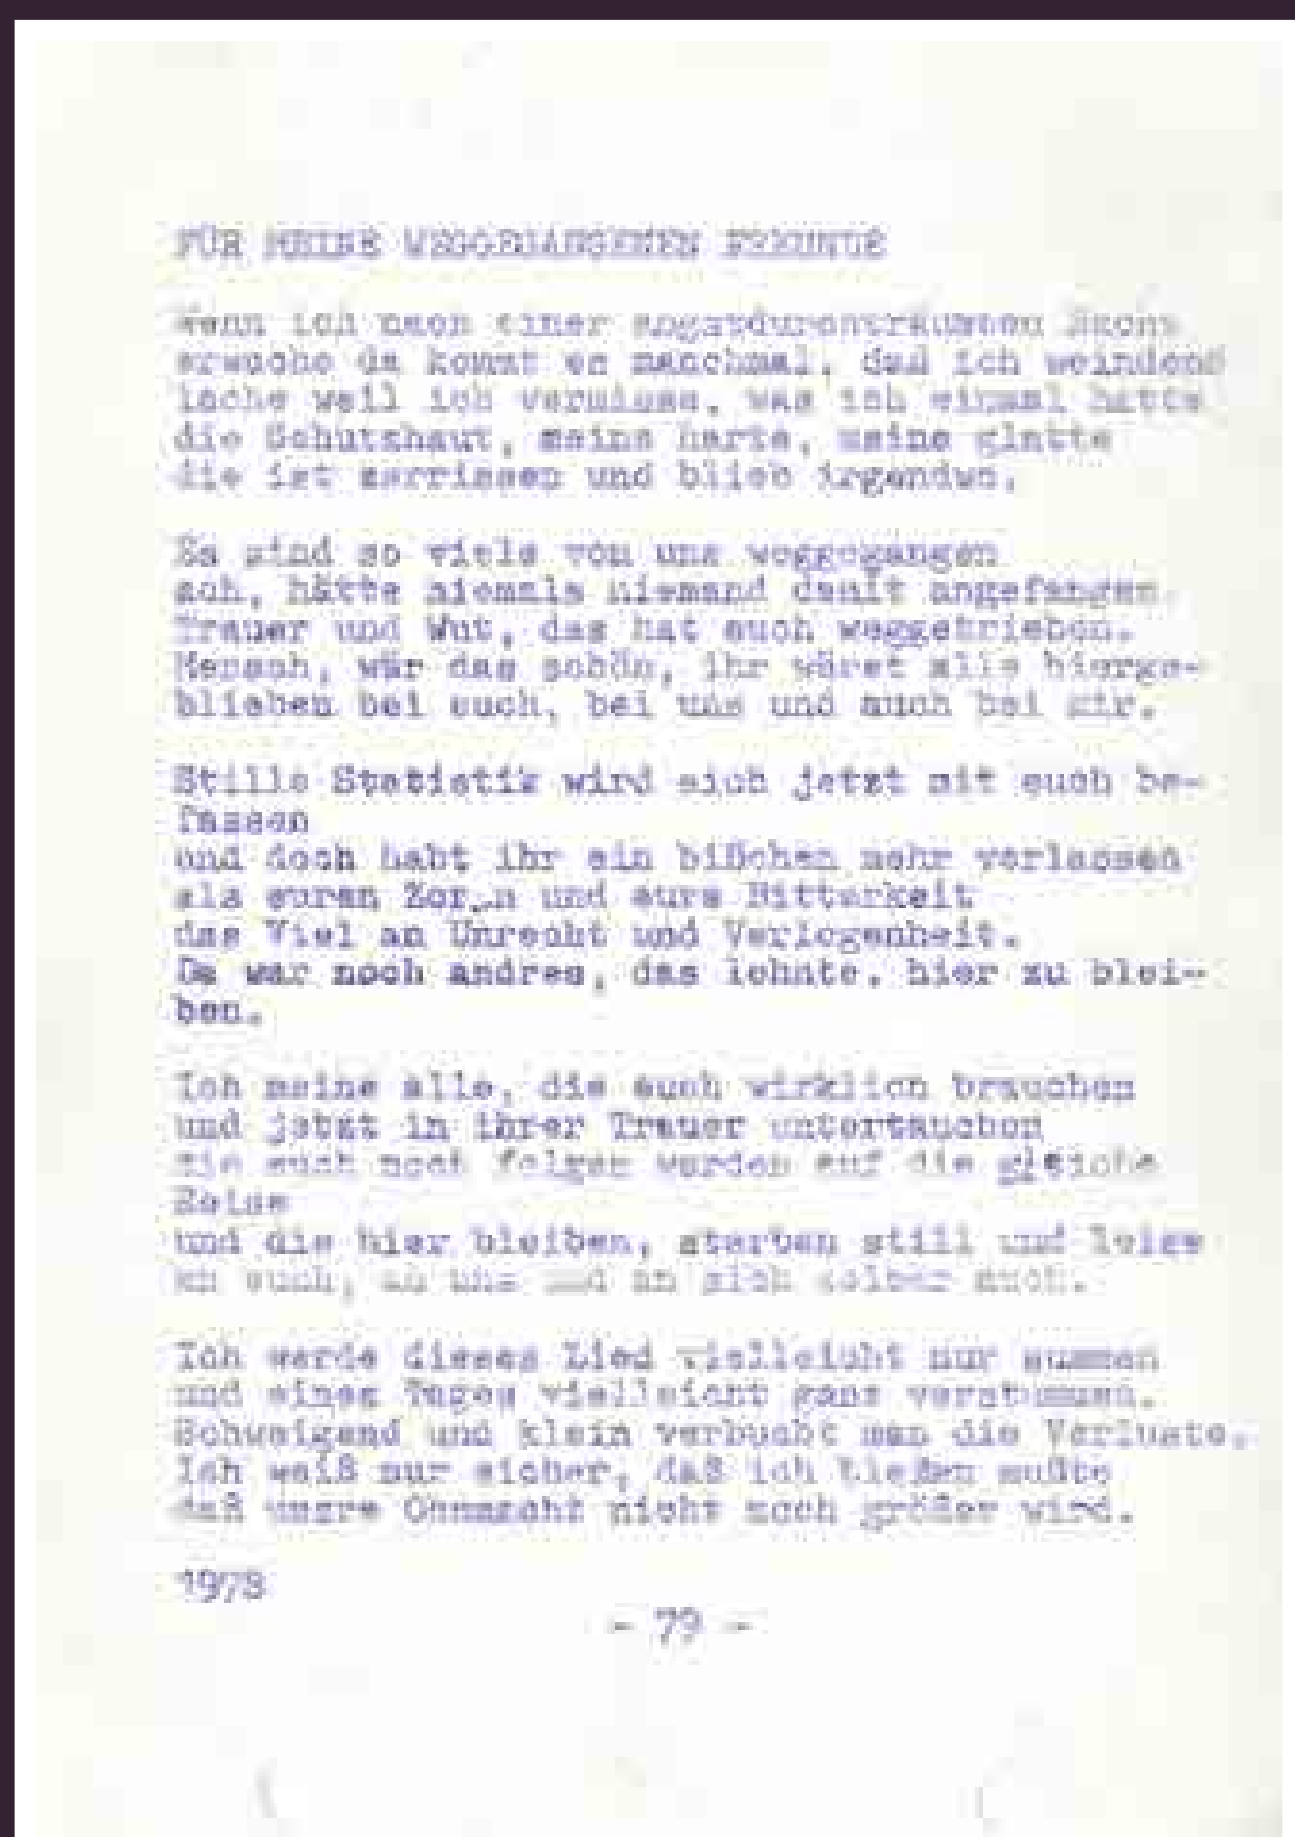 FÜR MEINE WEGGEGANGENEN FREUNDE
Wenn ich nach einer angstdurchträumten Nacht
erwache da kommt es manchmal, daß ich weindend
lache weil ich vermisse, was ich einmal hatte
die Schutzhaut, meine harte, meine glatte
die ist zerrissen und blieb irgendwo.
Es sind so viele von uns weggegangen
ach, hätte niemals niemand damit angefangen.
Trauer und Wut, das hat euch weggetrieben.
Mensch, wär das schön, ihr wäret alle hierge-
blieben bei euch, bei uns und auch bei mir.
Stille Statistik wird sich jetzt mit euch be-
fassen
und doch habt ihr ein bißchen mehr verlassen
als euren Zorn und eure Bitterkeit
das Viel an Unrecht und Verlogenheit.
Da war noch andres, das lohnte, hier zu blei-
ben.
Ich meine alle, die euch wirklich brauchen
und jetzt in ihrer Trauer untertauchen
die euch noch folgen werden auf die gleiche
Reise
und die hier bleiben, sterben still und leise
an euch, an uns und an sich selber auch.
Ich werde dieses Lied vielleicht nur summen
und eines Tages vielleicht ganz verstummen.
Schweigend und klein verbucht man die Verluste.
Ich weiß nur sicher, daß ich bleiben mußte
daß unsre Ohnmacht nicht noch größer wird.
1978
- 79 -